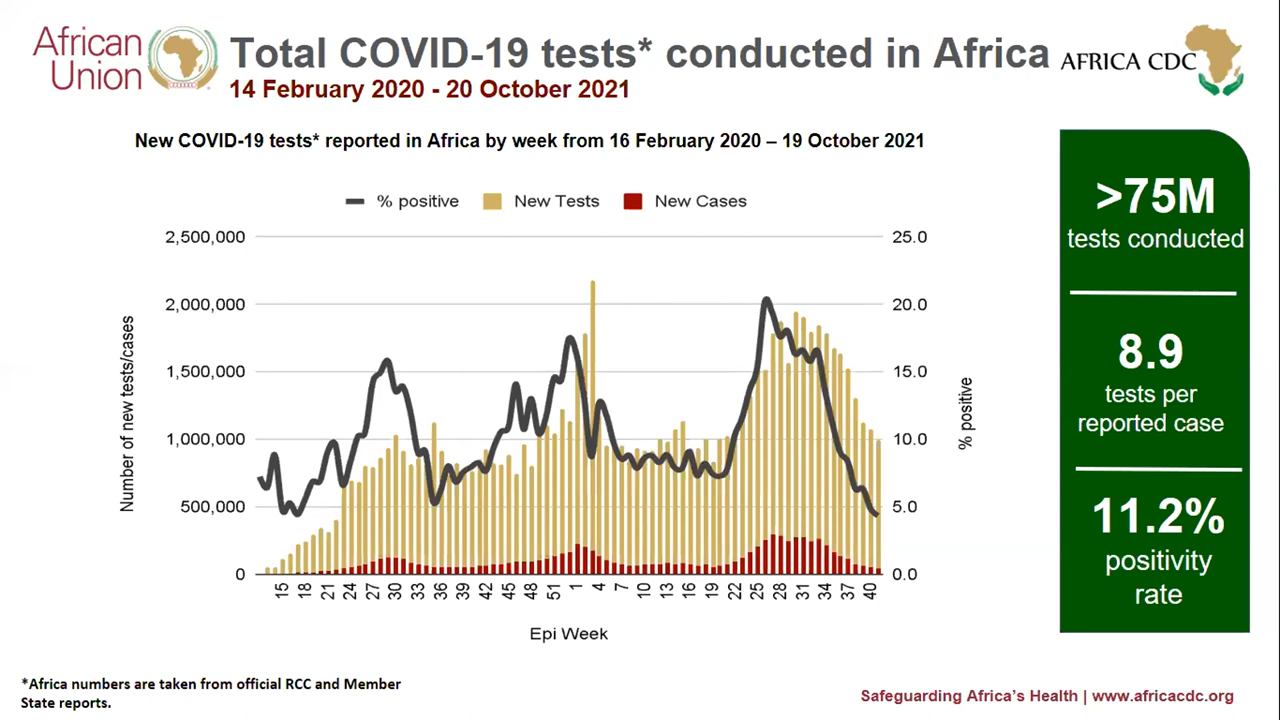 African
Union
Total COVID-19 tests* conducted in Africa
14 February 2020 - 20 October 2021
AFRICA CDC
New COVID-19 tests* reported in Africa by week from 16 February 2020 – 19 October 2021
% positive New Tests New Cases
2,500,000 25.0
2,000,000 20.0
1,500,000 15.0
1,000,000 10.0
500,000 5.0
0 0.0
Number of new tests/cases
% positive
15 18 21 24 27 30 33 36 39 42 45 48 51 1 4 7 10 13 16 19 22 25 28 31 34 37 40
Epi Week
>75M
tests conducted
8.9
tests per
reported case
11.2%
positivity
rate
*Africa numbers are taken from official RCC and Member
State reports.
Safeguarding Africa's Health | www.africacdc.org